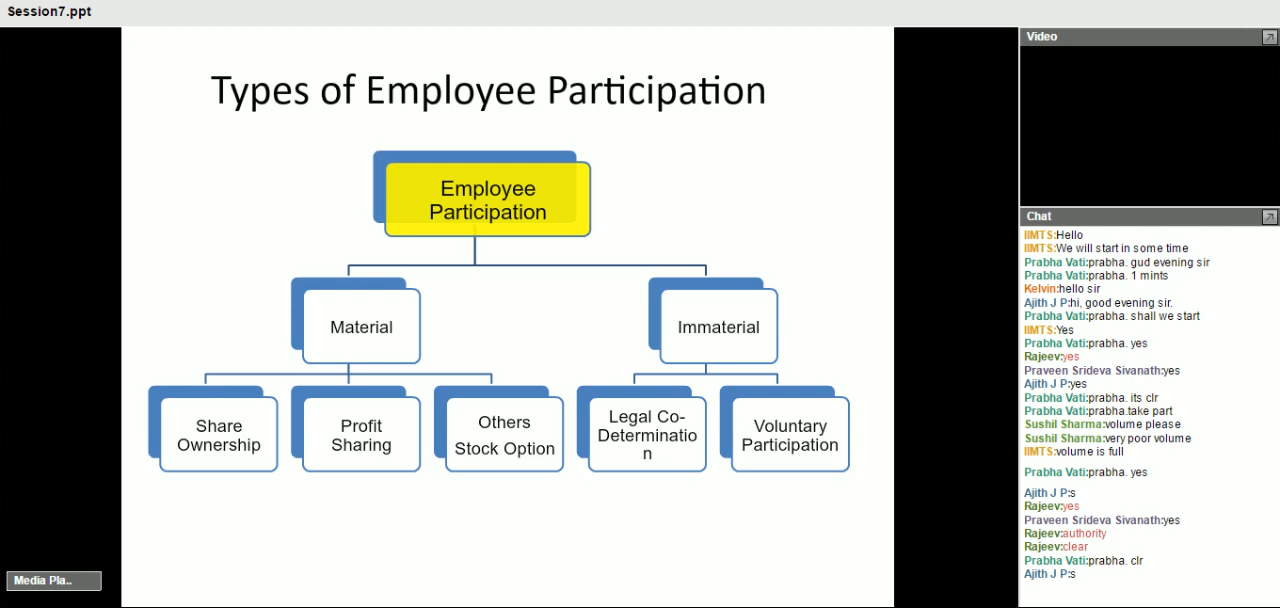 Session7.ppt
Types of Employee Participation
Employee
Participation
Material
Immaterial
Share
Ownership
Profit
Sharing
Others
Stock Option
Legal Co-
Determinatio
n
Voluntary
Participation
Media Pla..
Video
Chat
IIMTS:Hello
IIMTS:We will start in some time
Prabha Vati:prabha. gud evening sir
Prabha Vati:prabha. 1 mints
Kelvin:hello sir
Ajith J P:hi, good evening sir.
Prabha Vati:prabha. shall we start
IIMTS:Yes
Prabha Vati:prabha. yes
Rajeev:yes
Praveen Srideva Sivanath:yes
Ajith J P:yes
Prabha Vati:prabha. its clr
Prabha Vati:prabha.take part
Sushil Sharma:volume please
Sushil Sharma:very poor volume
IIMTS:volume is full
Prabha Vati:prabha. yes
Ajith J P:s
Rajeev:yes
Praveen Srideva Sivanath:yes
Rajeev:authority
Rajeev:clear
Prabha Vati:prabha. clr
Ajith J P:s